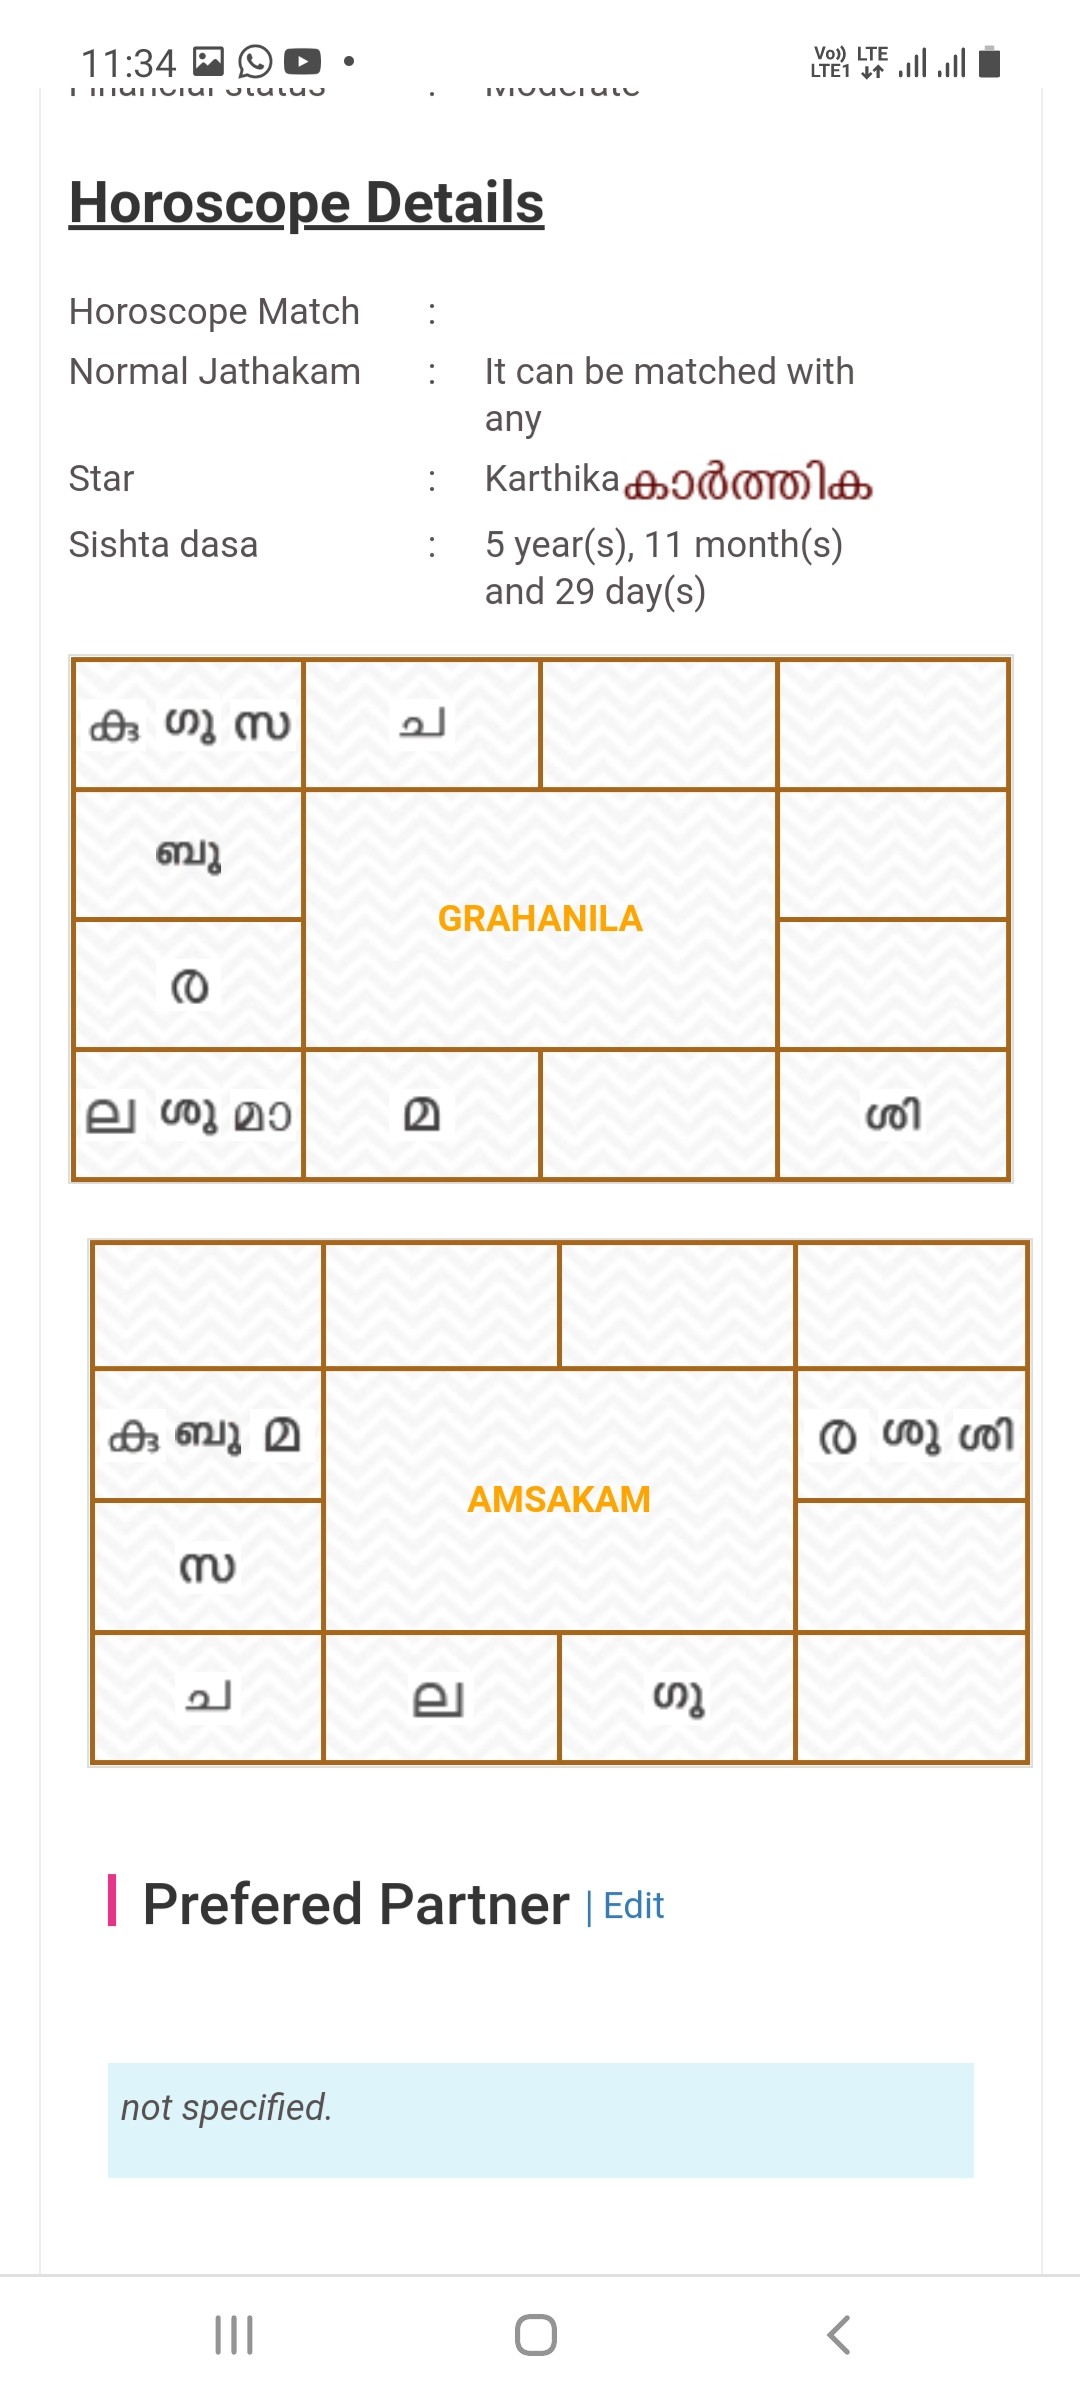 11:34
Vo)) LTE
LTE1
Financial status : Moderate
Horoscope Details
Horoscope Match :
Normal Jathakam : It can be matched with
any
Star : Karthika കാർത്തിക
Sishta dasa : 5 year(s), 11 month(s)
and 29 day(s)
കു ഗു സ ച
ബു
GRAHANILA
ര
ല ശു മാ മ ശി
കു ബു മ ര ശു ശി
AMSAKAM
സ
ച ല ഗു
Prefered Partner | Edit
not specified.